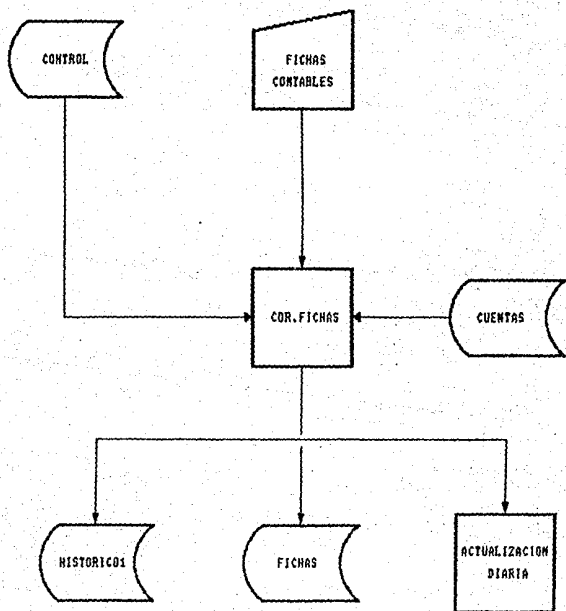 CONTROL
FICHAS
CONTABLES
COR.FICHAS
CUENTAS
HISTORICO1
FICHAS
ACTUALIZACION
DIARIA